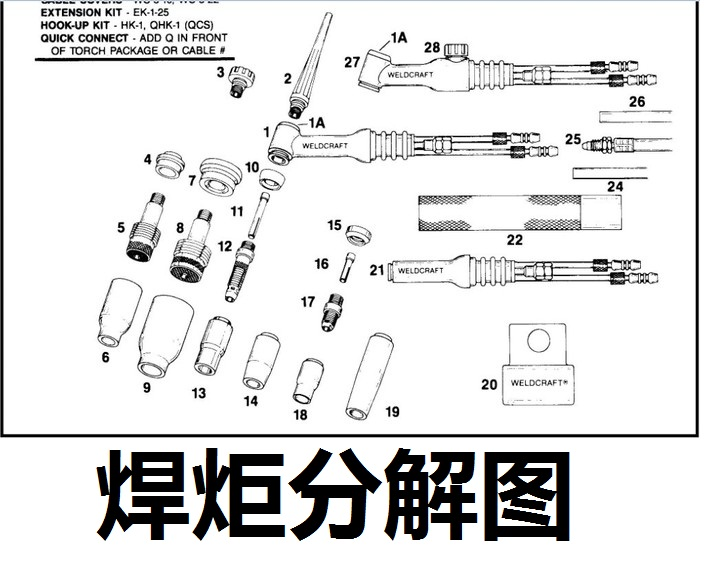 EXTENSION KIT - EK-1-25
HOOK-UP KIT - HK-1, QHK-1 (QCS)
QUICK CONNECT - ADD Q IN FRONT
OF TORCH PACKAGE OR CABLE #
1A
28
27
WELDCRAFT
3
2
26
1
1A
WELDCRAFT
25
4
10
7
24
11
5
8
15
22
12
16
21
WELDCRAFT
17
6
20
WELDCRAFT®
9
13
14
18
19
焊炬分解图